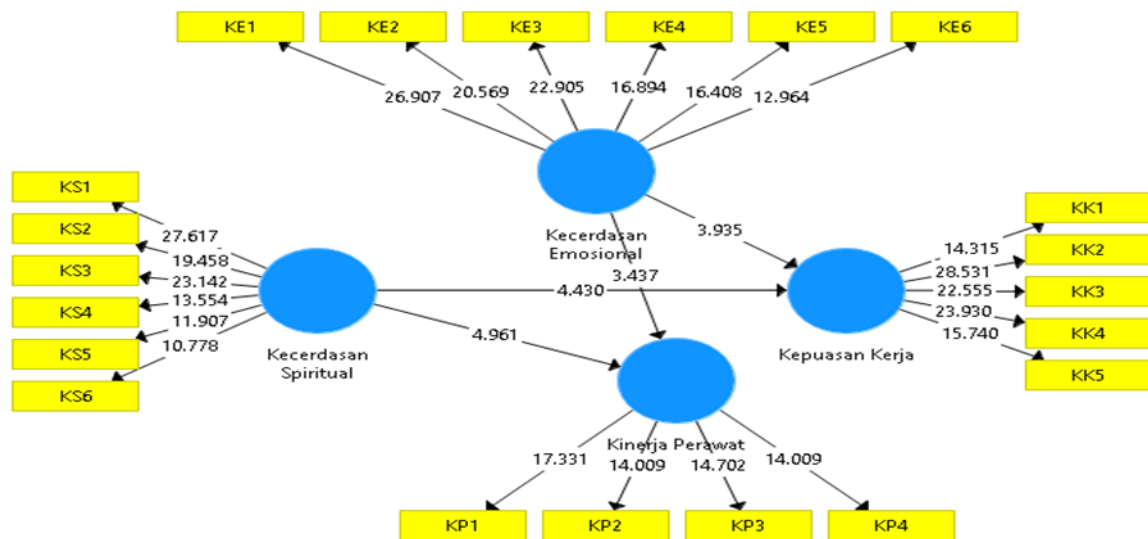 KE1
KE2
KE3
KE4
KE5
KE6
26.907
20.569
22.905
16.894
16.408
12.964
KS1
KS2
KS3
KS4
KS5
KS6
27.617
19.458
23.142
13.554
11.907
10.778
Kecerdasan
Emosional
Kecerdasan
Spiritual
3.935
3.437
4.430
4.961
Kepuasan Kerja
14.315
28.531
22.555
23.930
15.740
KK1
KK2
KK3
KK4
KK5
Kinerja Perawat
17.331
14.009
14.702
14.009
KP1
KP2
KP3
KP4